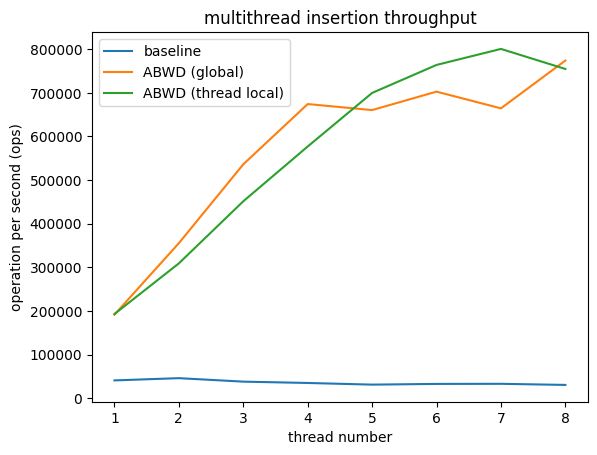 multithread insertion throughput
baseline
ABWD (global)
ABWD (thread local)
operation per second (ops)
800000
700000
600000
500000
400000
300000
200000
100000
0
1 2 3 4 5 6 7 8
thread number